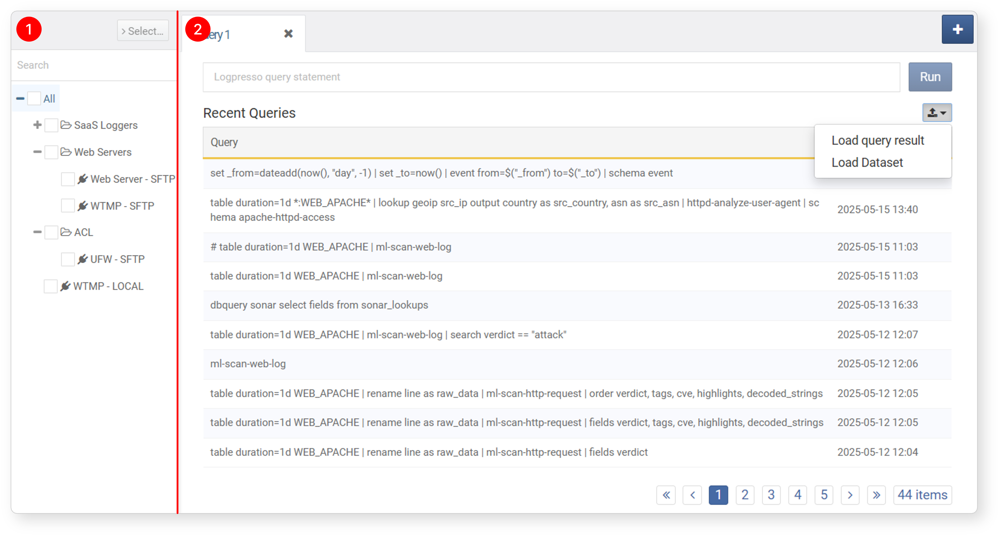 1
> Select...
Search
All
SaaS Loggers
Web Servers
Web Server - SFTP
WTMP - SFTP
ACL
UFW - SFTP
WTMP - LOCAL
2
ery 1
Logpresso query statement
Run
Recent Queries
Load query result
Load Dataset
Query
set _from=dateadd(now(), "day", -1) | set _to=now() | event from=$("_from") to=$("_to") | schema event
table duration=1d *:WEB_APACHE* | lookup geoip src_ip output country as src_country, asn as src_asn | httpd-analyze-user-agent | sc
hema apache-httpd-access
2025-05-15 13:40
# table duration=1d WEB_APACHE | ml-scan-web-log 2025-05-15 11:03
table duration=1d WEB_APACHE | ml-scan-web-log 2025-05-15 11:03
dbquery sonar select fields from sonar_lookups 2025-05-13 16:33
table duration=1d WEB_APACHE | ml-scan-web-log | search verdict == "attack" 2025-05-12 12:07
ml-scan-web-log 2025-05-12 12:06
table duration=1d WEB_APACHE | rename line as raw_data | ml-scan-http-request | order verdict, tags, cve, highlights, decoded_strings 2025-05-12 12:05
table duration=1d WEB_APACHE | rename line as raw_data | ml-scan-http-request | fields verdict, tags, cve, highlights, decoded_strings 2025-05-12 12:05
table duration=1d WEB_APACHE | rename line as raw_data | ml-scan-http-request | fields verdict 2025-05-12 12:04
« < 1 2 3 4 5 > » 44 items